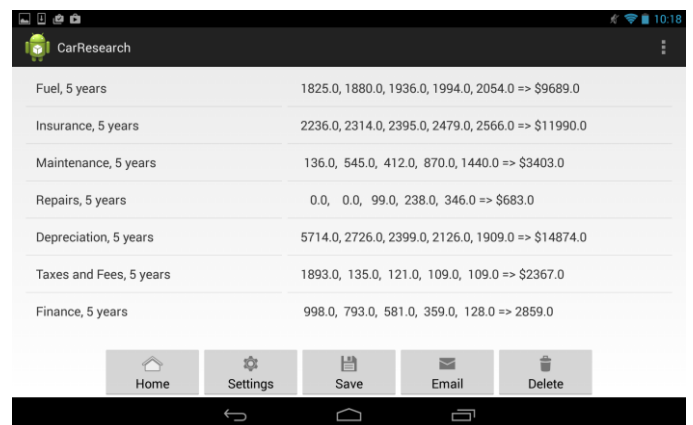 10:18
CarResearch
Fuel, 5 years 1825.0, 1880.0, 1936.0, 1994.0, 2054.0 => $9689.0
Insurance, 5 years 2236.0, 2314.0, 2395.0, 2479.0, 2566.0 => $11990.0
Maintenance, 5 years 136.0, 545.0, 412.0, 870.0, 1440.0 => $3403.0
Repairs, 5 years 0.0, 0.0, 99.0, 238.0, 346.0 => $683.0
Depreciation, 5 years 5714.0, 2726.0, 2399.0, 2126.0, 1909.0 => $14874.0
Taxes and Fees, 5 years 1893.0, 135.0, 121.0, 109.0, 109.0 => $2367.0
Finance, 5 years 998.0, 793.0, 581.0, 359.0, 128.0 => 2859.0
Home Settings Save Email Delete